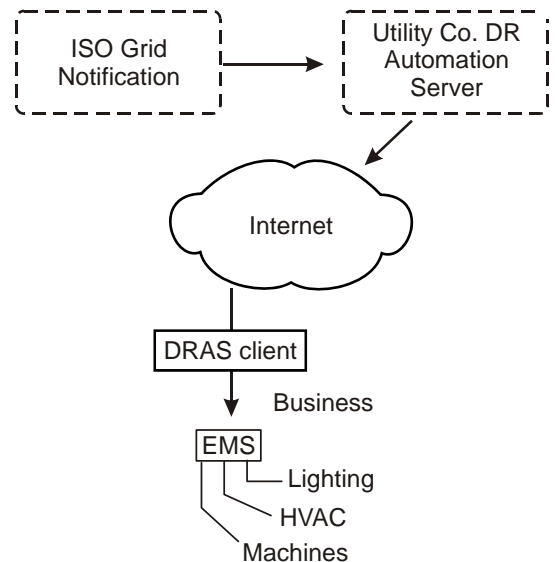 ISO Grid
Notification
Utility Co. DR
Automation
Server
Internet
DRAS client
Business
EMS
Lighting
HVAC
Machines